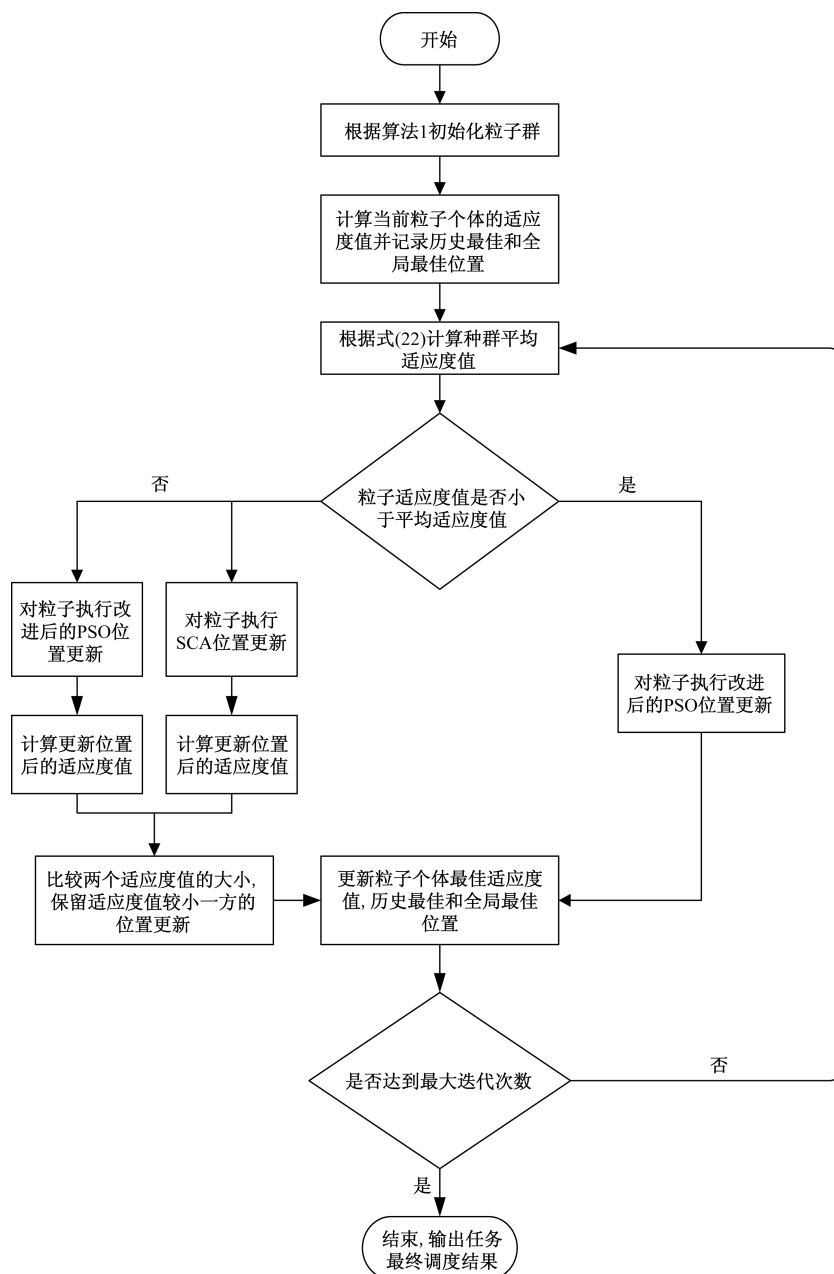 开始
根据算法1初始化粒子群
计算当前粒子个体的适应
度值并记录历史最佳和全
局最佳位置
根据式(22)计算种群平均
适应度值
否
粒子适应度值是否小
于平均适应度值
是
对粒子执行改
进后的PSO位
置更新
对粒子执行
SCA位置更新
对粒子执行改进
后的PSO位置更新
计算更新位置
后的适应度值
计算更新位置
后的适应度值
比较两个适应度值的大小,
保留适应度值较小一方的
位置更新
更新粒子个体最佳适应度
值, 历史最佳和全局最佳
位置
是否达到最大迭代次数
否
是
结束, 输出任务
最终调度结果